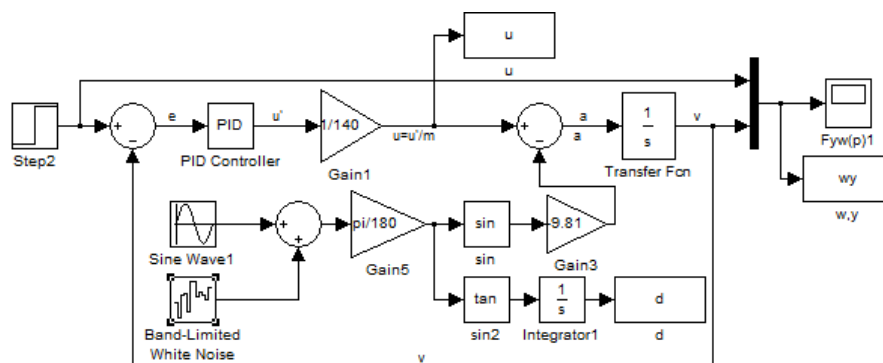 u
u
e
u'
a
v
+
−
PID
1/140
+
−
1
s
Step2
PID Controller
Gain1
u=u'/m
a
Transfer Fcn
Fyw(p)1
wy
w,y
+
+
pi/180
sin
-9.81
Sine Wave1
Gain5
sin
Gain3
tan
1
s
d
Band-Limited
White Noise
sin2
Integrator1
d
v